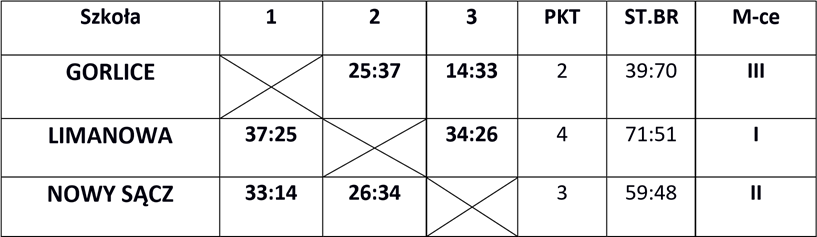 Szkoła 1 2 3 PKT ST.BR M-ce
GORLICE 25:37 14:33 2 39:70 III
LIMANOWA 37:25 34:26 4 71:51 I
NOWY SĄCZ 33:14 26:34 3 59:48 II